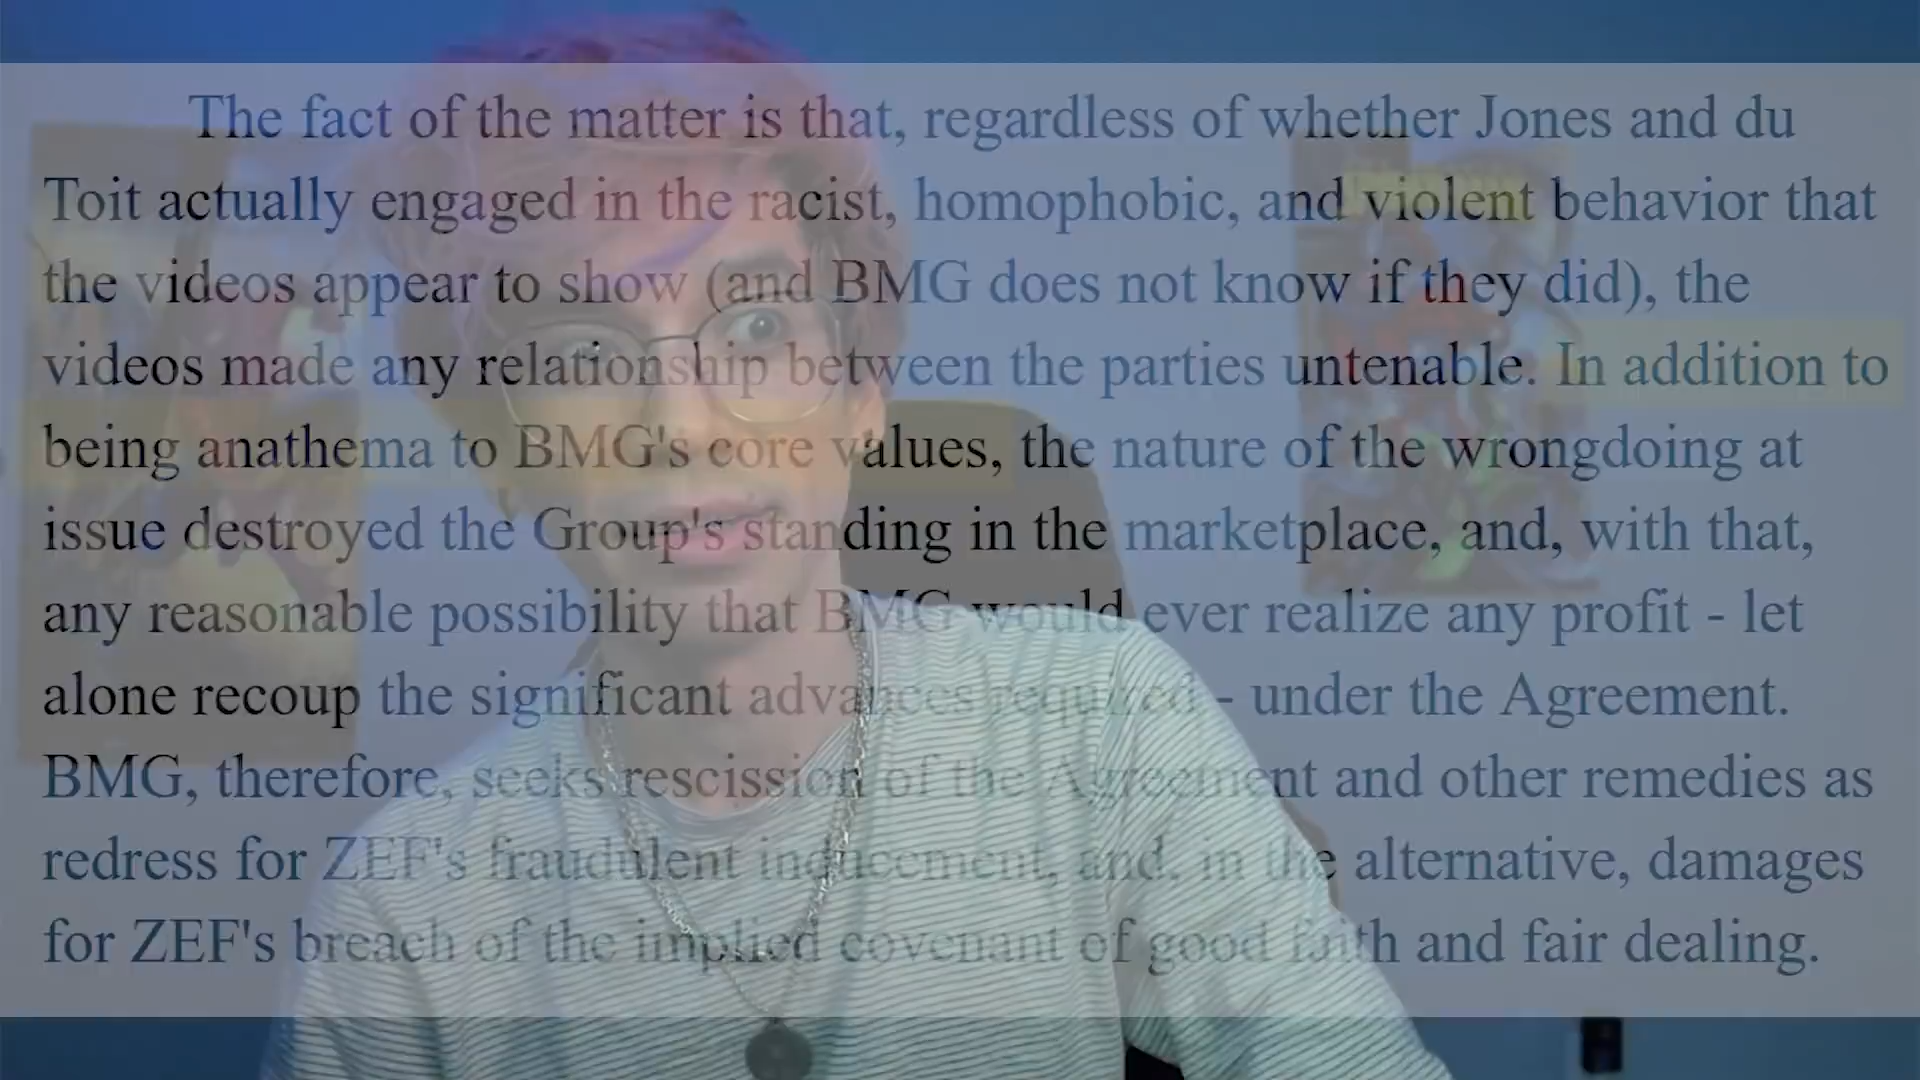 The fact of the matter is that, regardless of whether Jones and du
Toit actually engaged in the racist, homophobic, and violent behavior that
the videos appear to show (and BMG does not know if they did), the
videos made any relationship between the parties untenable. In addition to
being anathema to BMG's core values, the nature of the wrongdoing at
issue destroyed the Group's standing in the marketplace, and, with that,
any reasonable possibility that BMG would ever realize any profit - let
alone recoup the significant advances required - under the Agreement.
BMG, therefore, seeks rescission of the Agreement and other remedies as
redress for ZEF's fraudulent inducement, and, in the alternative, damages
for ZEF's breach of the implied covenant of good faith and fair dealing.